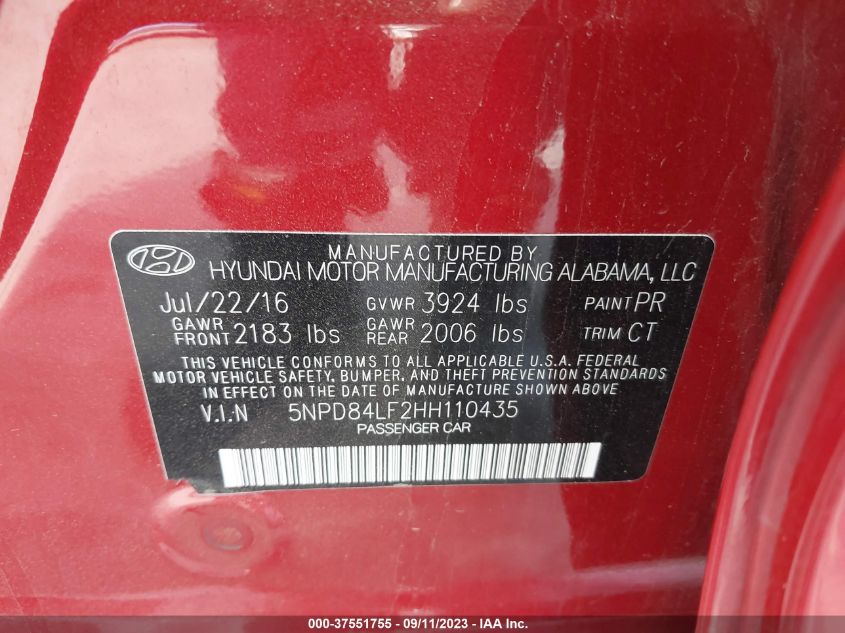 MANUFACTURED BY
HYUNDAI MOTOR MANUFACTURING ALABAMA, LLC
Jul/22/16 GVWR 3924 lbs PAINT PR
GAWR FRONT 2183 lbs GAWR REAR 2006 lbs TRIM CT
THIS VEHICLE CONFORMS TO ALL APPLICABLE U.S.A. FEDERAL
MOTOR VEHICLE SAFETY, BUMPER, AND THEFT PREVENTION STANDARDS
IN EFFECT ON THE DATE OF MANUFACTURE SHOWN ABOVE.
V.I.N 5NPD84LF2HH110435
PASSENGER CAR
000-37551755 - 09/11/2023 - IAA Inc.